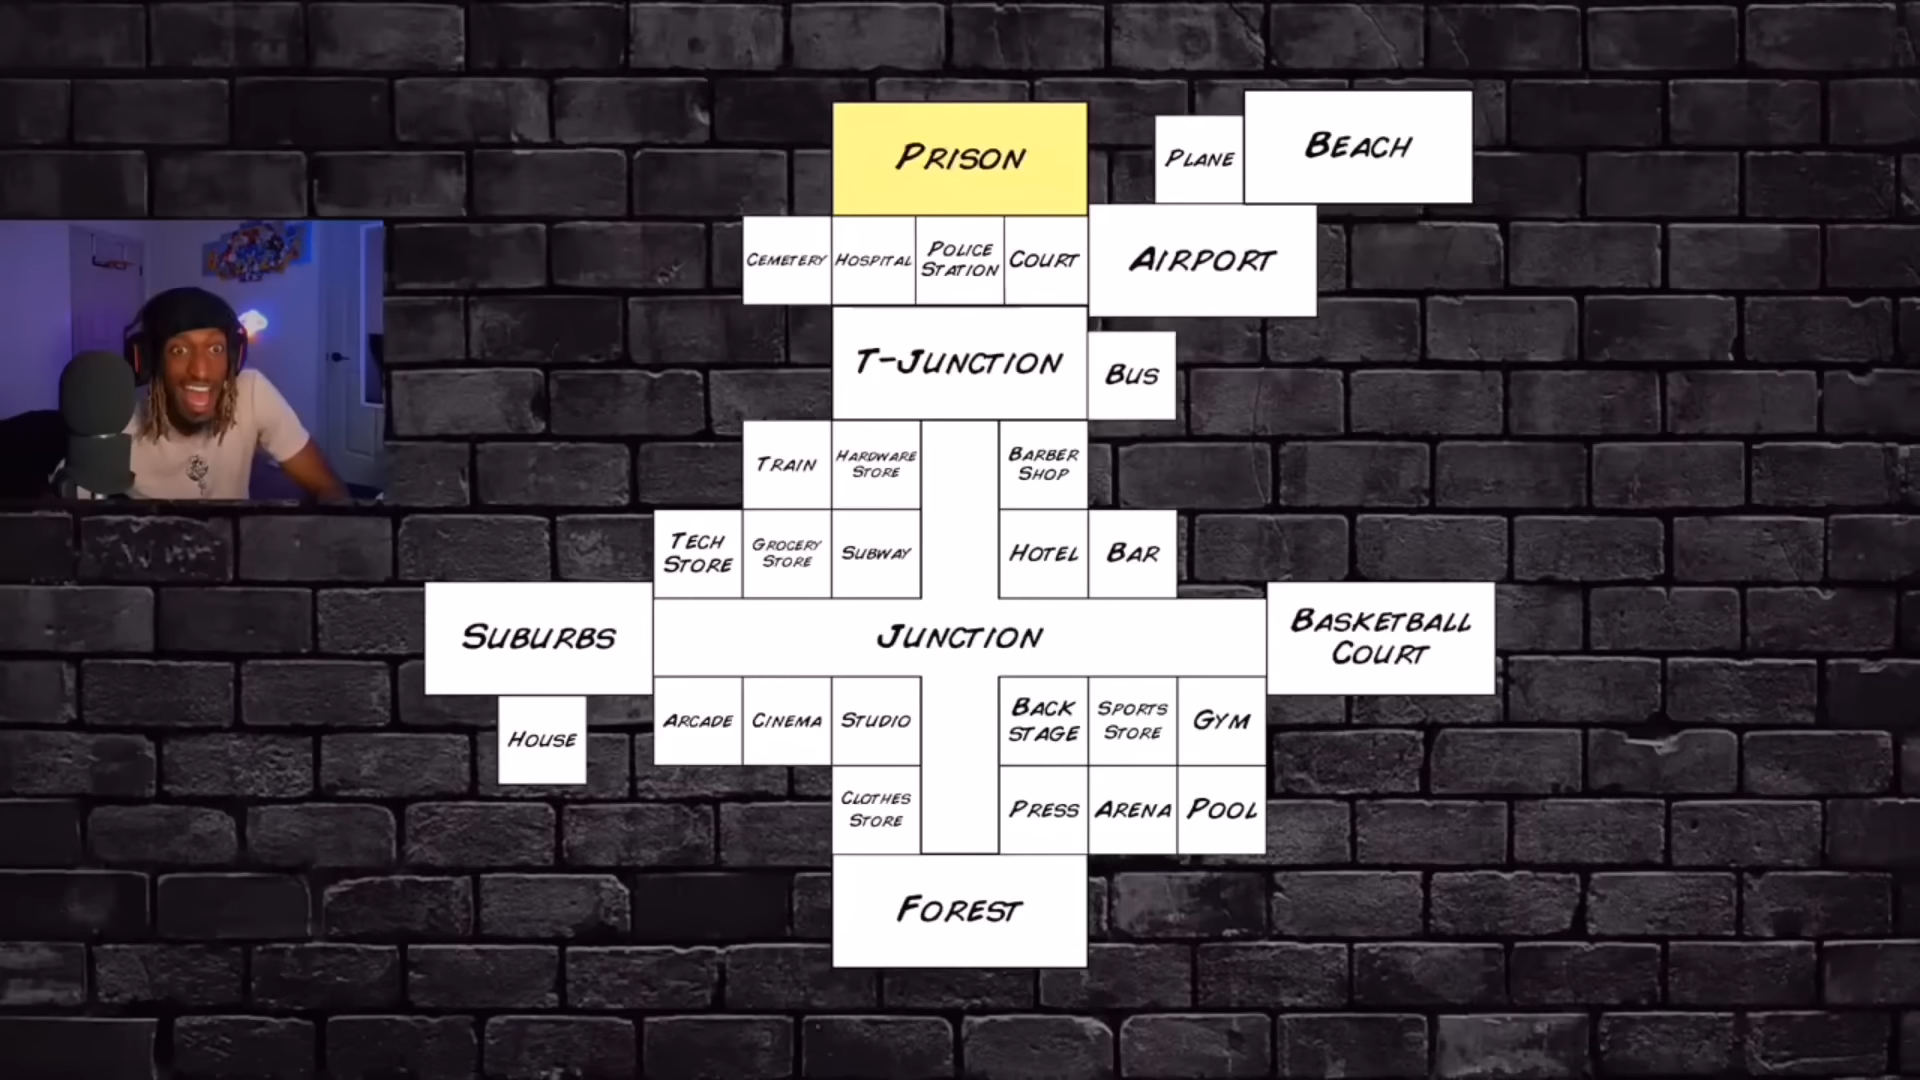 PRISON
PLANE
BEACH
CEMETERY
HOSPITAL
POLICE
STATION
COURT
AIRPORT
T-JUNCTION
BUS
TRAIN
HARDWARE
STORE
BARBER
SHOP
TECH
STORE
GROCERY
STORE
SUBWAY
HOTEL
BAR
SUBURBS
JUNCTION
BASKETBALL
COURT
HOUSE
ARCADE
CINEMA
STUDIO
BACK
STAGE
SPORTS
STORE
GYM
CLOTHES
STORE
PRESS
ARENA
POOL
FOREST